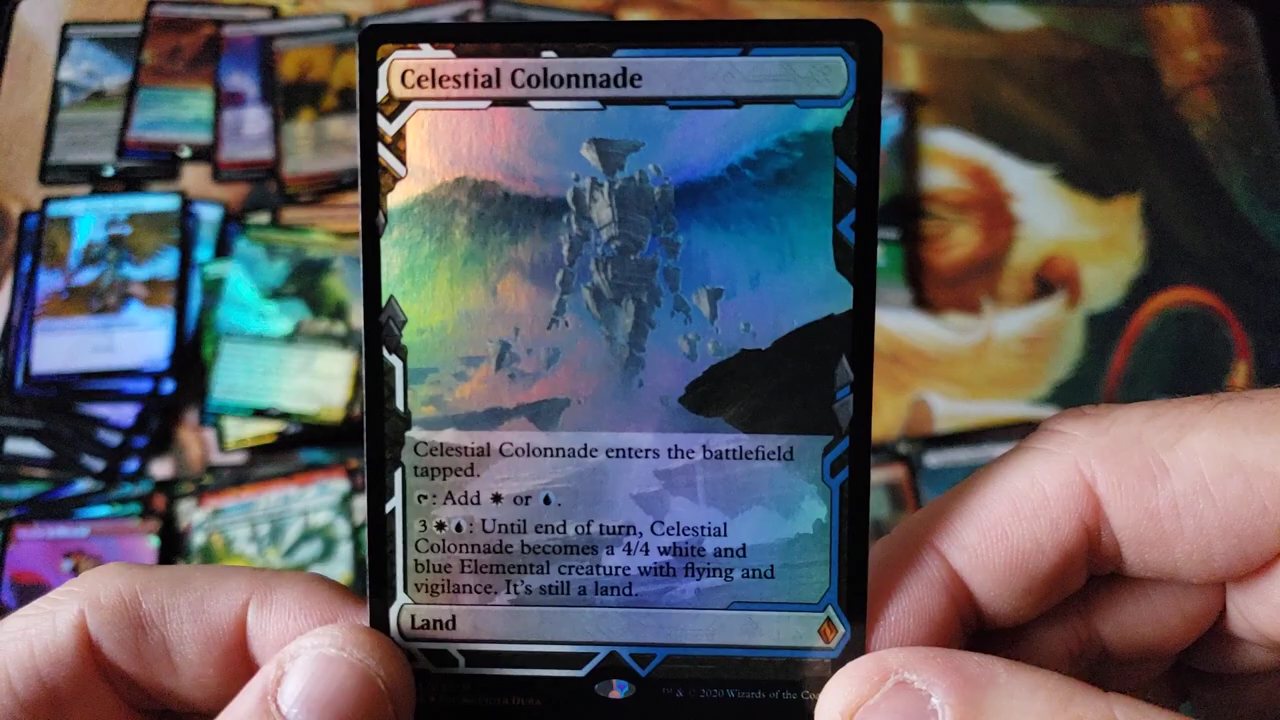 Celestial Colonnade
Celestial Colonnade enters the battlefield
tapped.
: Add or .
3 : Until end of turn, Celestial
Colonnade becomes a 4/4 white and
blue Elemental creature with flying and
vigilance. It's still a land.
Land
™ & © 2020 Wizards of the